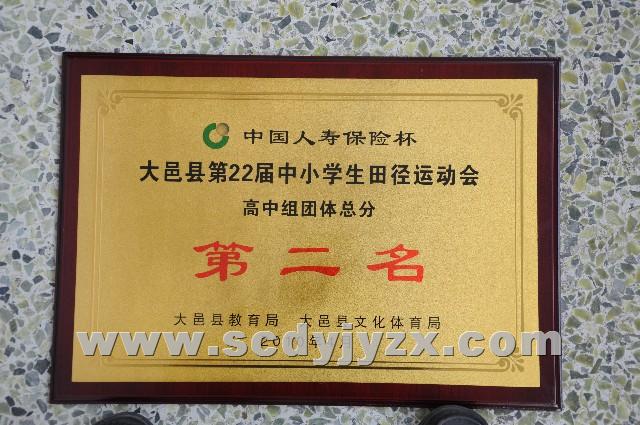 中国人寿保险杯
大邑县第22届中小学生田径运动会
高中组团体总分
第二名
大邑县教育局 大邑县文化体育局
www.scdyjyzx.com